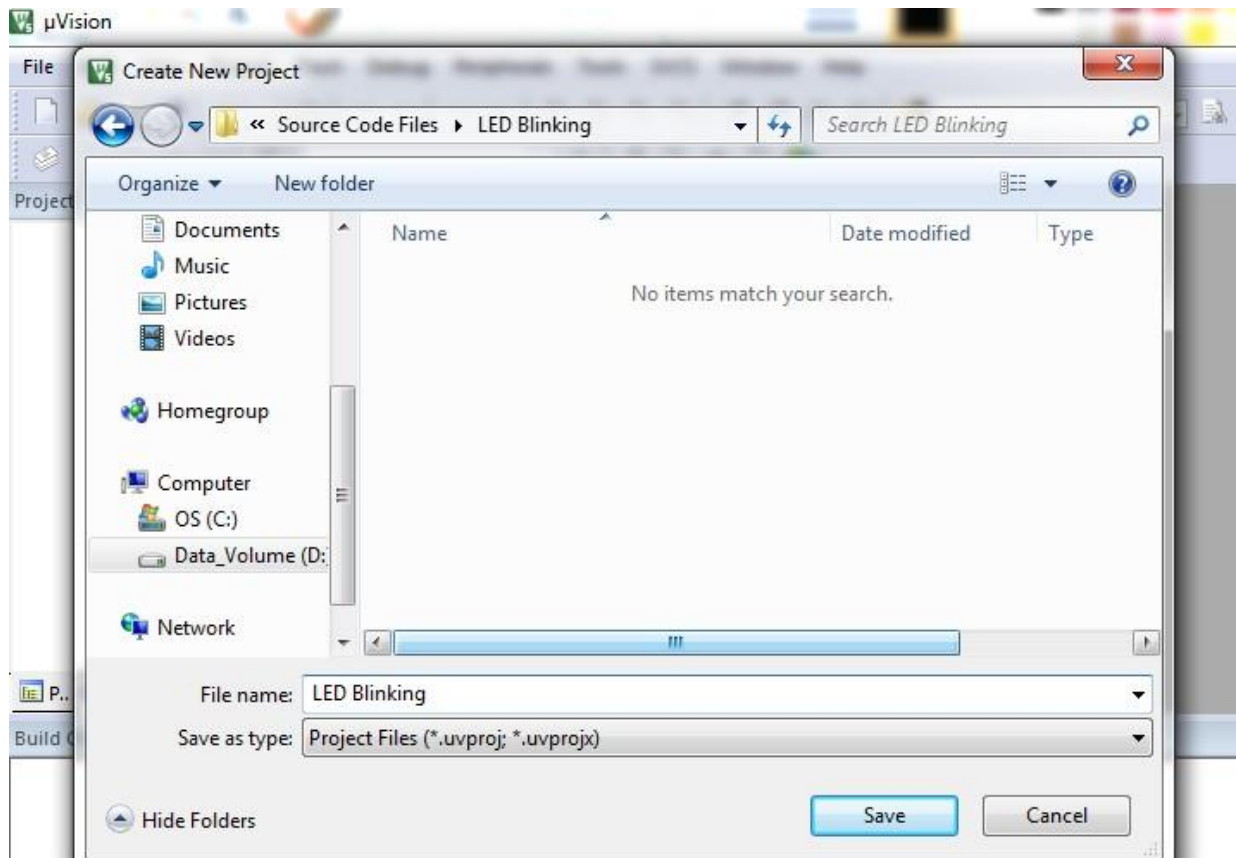 µVision
File
Create New Project
« Source Code Files ▸ LED Blinking
Search LED Blinking
Organize
New folder
Project
Documents
Name
Date modified
Type
Music
No items match your search.
Pictures
Videos
Homegroup
Computer
OS (C:)
Data_Volume (D:
Network
P..
File name: LED Blinking
Build
Save as type: Project Files (*.uvproj; *.uvprojx)
Hide Folders
Save
Cancel